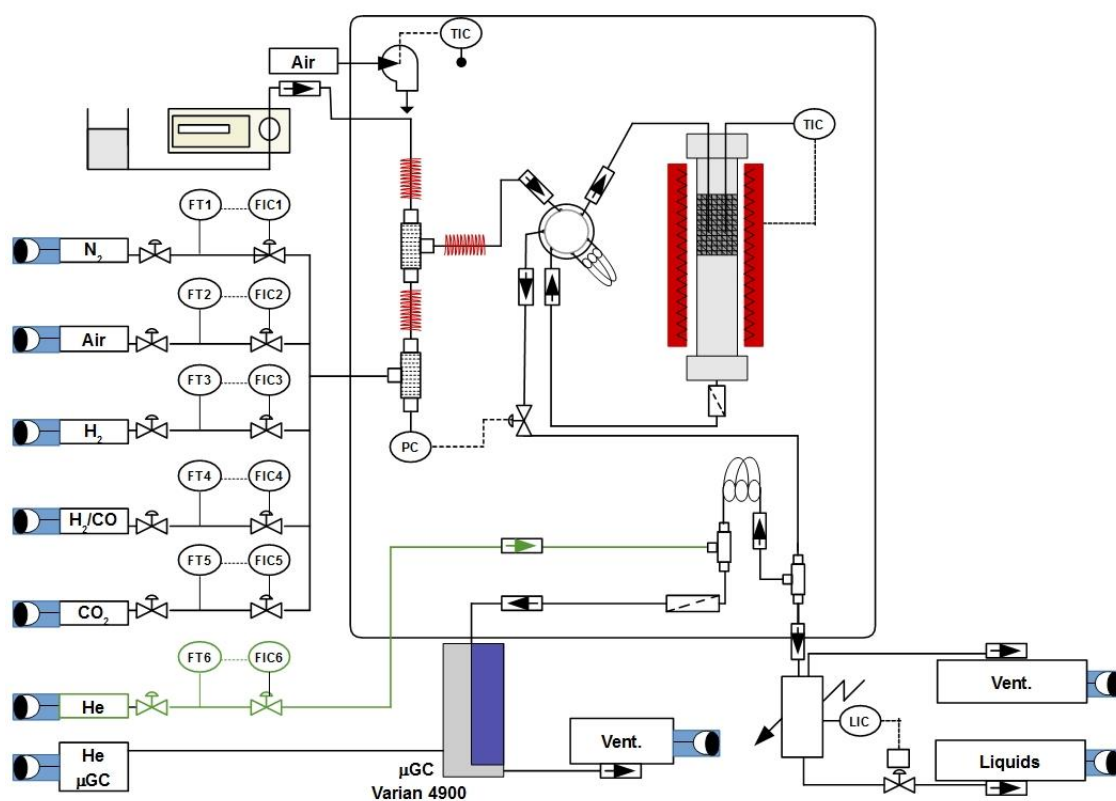 TIC
Air
TIC
FT1 FIC1
N2
FT2 FIC2
Air
FT3 FIC3
H2
PC
FT4 FIC4
H2/CO
FT5 FIC5
CO2
FT6 FIC6
He
Vent.
LIC
He
μGC
Vent.
Liquids
μGC
Varian 4900